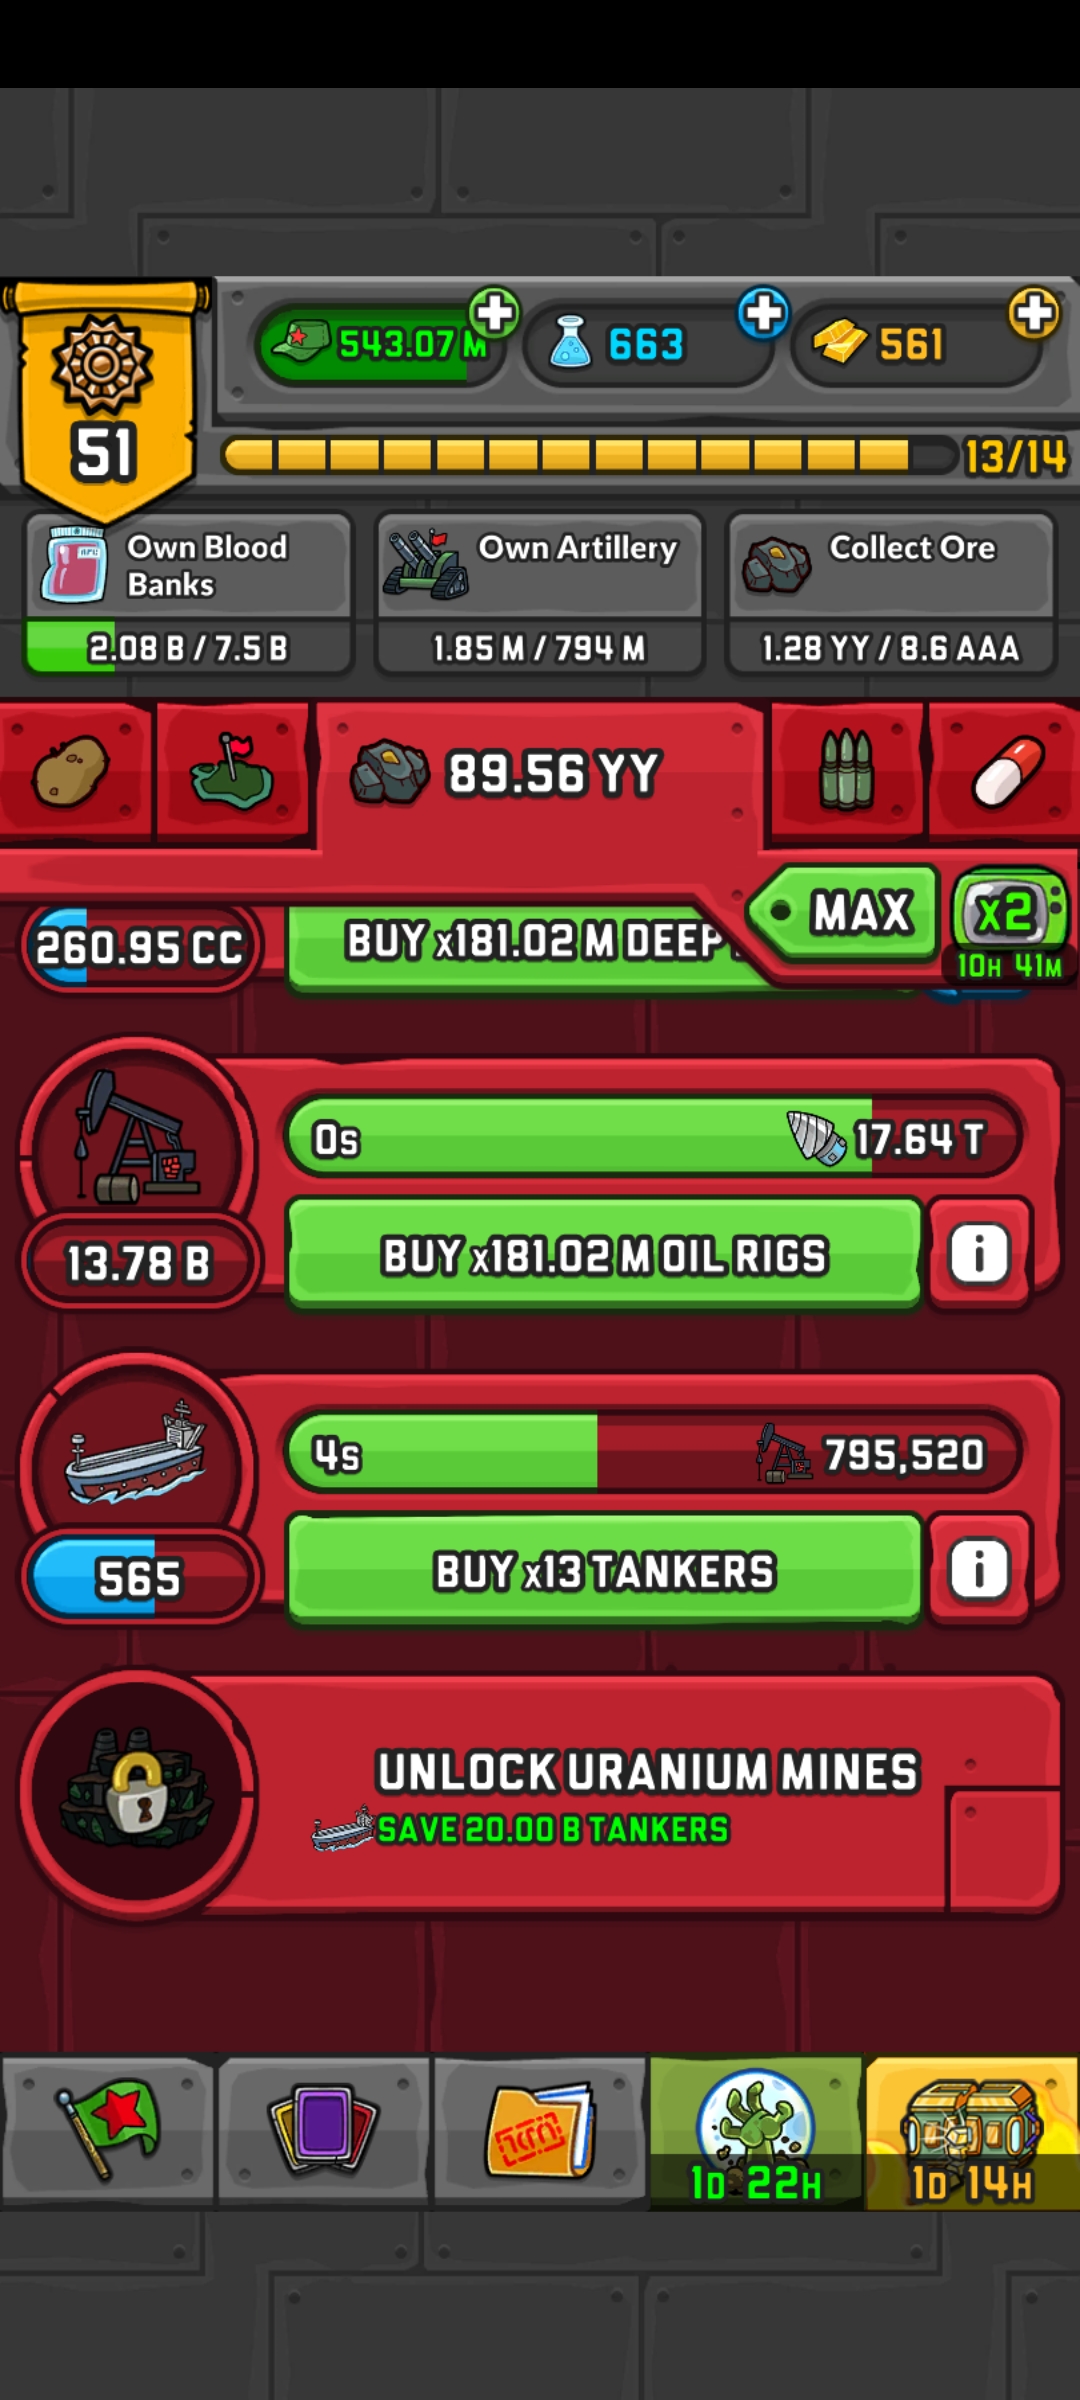 543.07M
663
561
51
13/14
Own Blood
Banks
2.08 B / 7.5 B
Own Artillery
1.85 M / 794 M
Collect Ore
1.28 YY / 8.6 AAA
89.56 YY
MAX
x2
10H 41M
260.95 CC
BUY x181.02 M DEEP
0s
17.64 T
13.78 B
BUY x181.02 M OIL RIGS
i
4s
795,520
565
BUY x13 TANKERS
i
UNLOCK URANIUM MINES
SAVE 20.00 B TANKERS
1D 22H
1D 14H